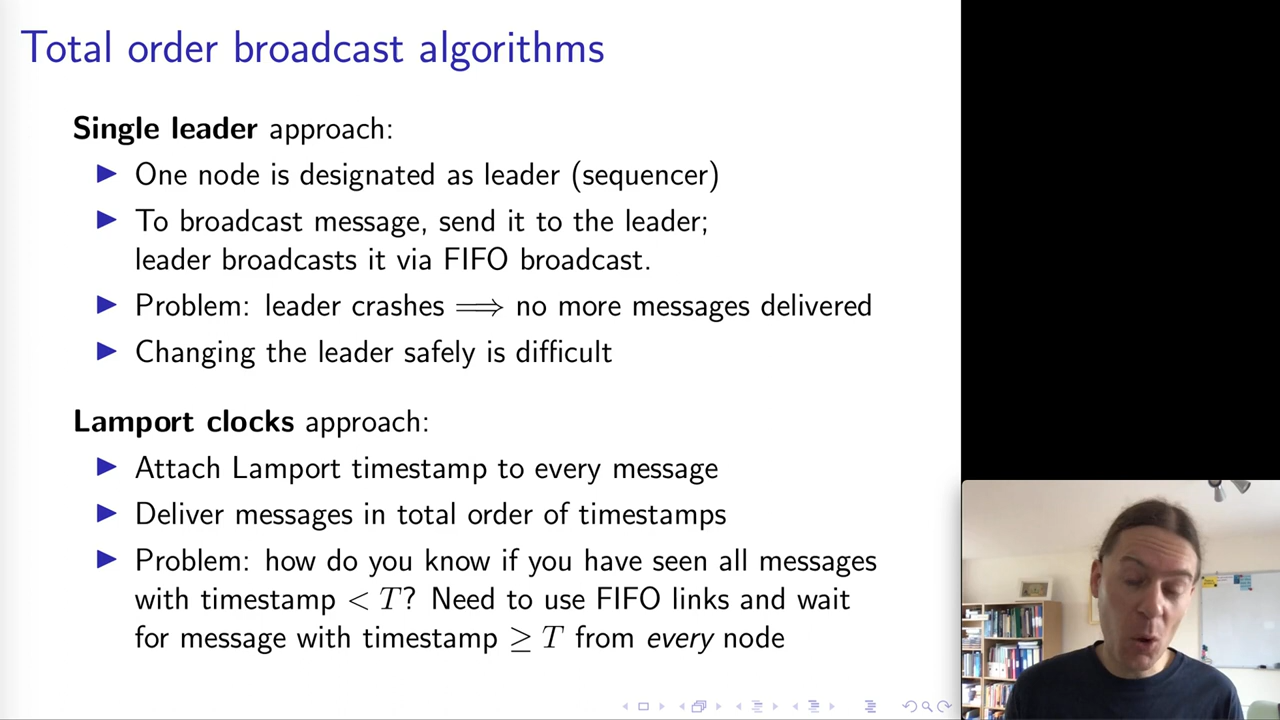 Total order broadcast algorithms
Single leader approach:
▶ One node is designated as leader (sequencer)
▶ To broadcast message, send it to the leader;
leader broadcasts it via FIFO broadcast.
▶ Problem: leader crashes ⟹ no more messages delivered
▶ Changing the leader safely is difficult
Lamport clocks approach:
▶ Attach Lamport timestamp to every message
▶ Deliver messages in total order of timestamps
▶ Problem: how do you know if you have seen all messages
with timestamp < T? Need to use FIFO links and wait
for message with timestamp ≥ T from every node